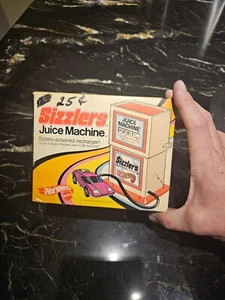 25¢
Sizzlers
Juice Machine
Battery-powered recharger!
JUICE
MACHINE
Sizzlers
Hot Wheels